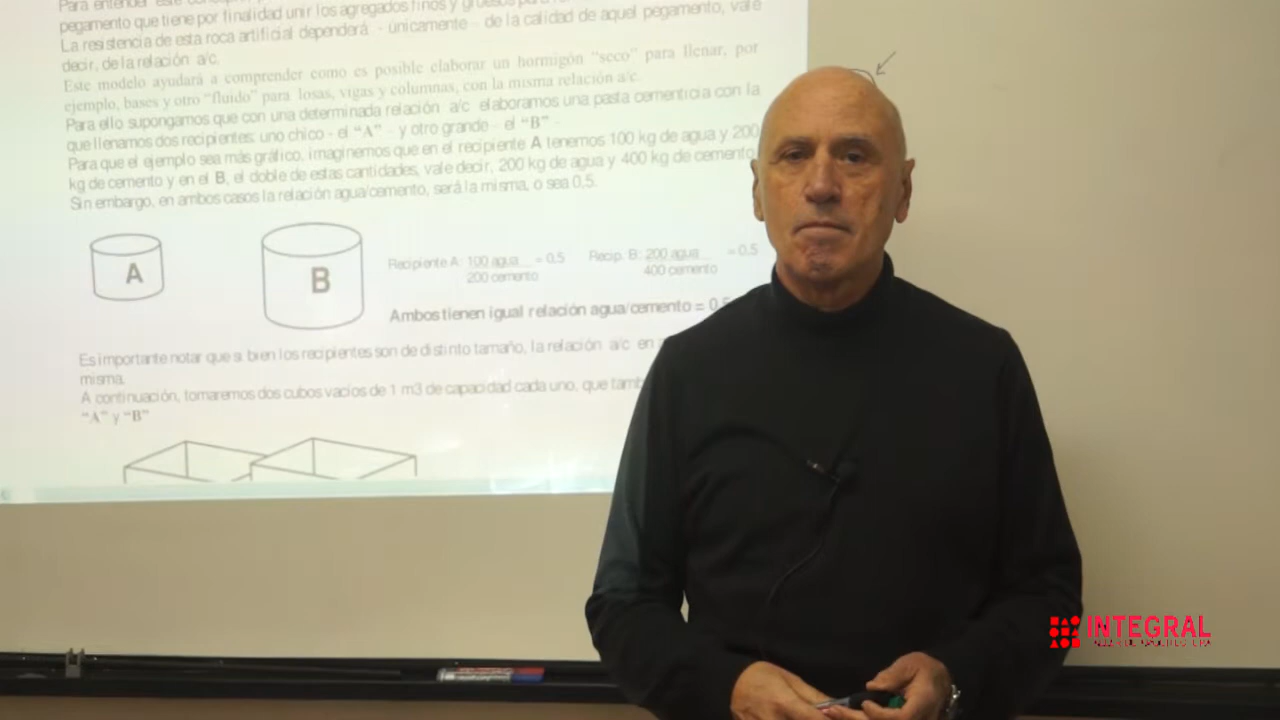 Para entender este
pegamento que tiene por finalidad unir los agregados finos y gruesos para
La resistencia de esta roca artificial dependerá - únicamente - de la calidad de aquel pegamento, vale
decir, de la relación a/c.
Este modelo ayudará a comprender como es posible elaborar un hormigón “seco” para llenar, por
ejemplo, bases y otro “fluido” para losas, vigas y columnas, con la misma relación a/c.
Para ello supongamos que con una determinada relación a/c elaboramos una pasta cementicia con la
que llenamos dos recipientes: uno chico - el “A” - y otro grande - el “B” -
Para que el ejemplo sea más gráfico, imaginemos que en el recipiente A tenemos 100 kg de agua y 200
kg de cemento y en el B, el doble de estas cantidades, vale decir, 200 kg de agua y 400 kg de cemento.
Sin embargo, en ambos casos la relación agua/cemento, será la misma, o sea 0,5.
A
B
Recipiente A: 100 agua = 0,5
200 cemento
Recip. B: 200 agua = 0,5
400 cemento
Ambos tienen igual relación agua/cemento = 0,5
Es importante notar que si bien los recipientes son de distinto tamaño, la relación a/c en
misma.
A continuación, tomaremos dos cubos vacíos de 1 m3 de capacidad cada uno, que
“A” y “B”
INTEGRAL